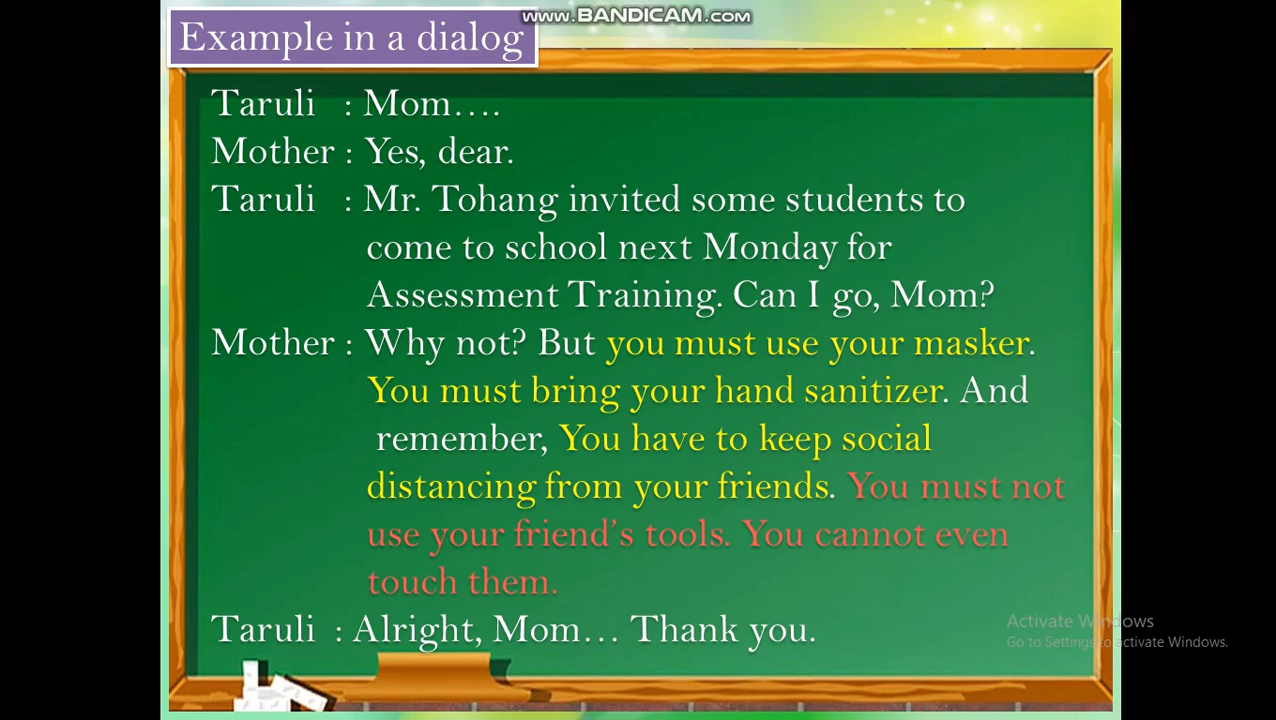 www.BANDICAM.com
Example in a dialog
Taruli : Mom….
Mother : Yes, dear.
Taruli : Mr. Tohang invited some students to
come to school next Monday for
Assessment Training. Can I go, Mom?
Mother : Why not? But you must use your masker.
You must bring your hand sanitizer. And
remember, You have to keep social
distancing from your friends. You must not
use your friend’s tools. You cannot even
touch them.
Taruli : Alright, Mom… Thank you.
Activate Windows
Go to Settings to activate Windows.